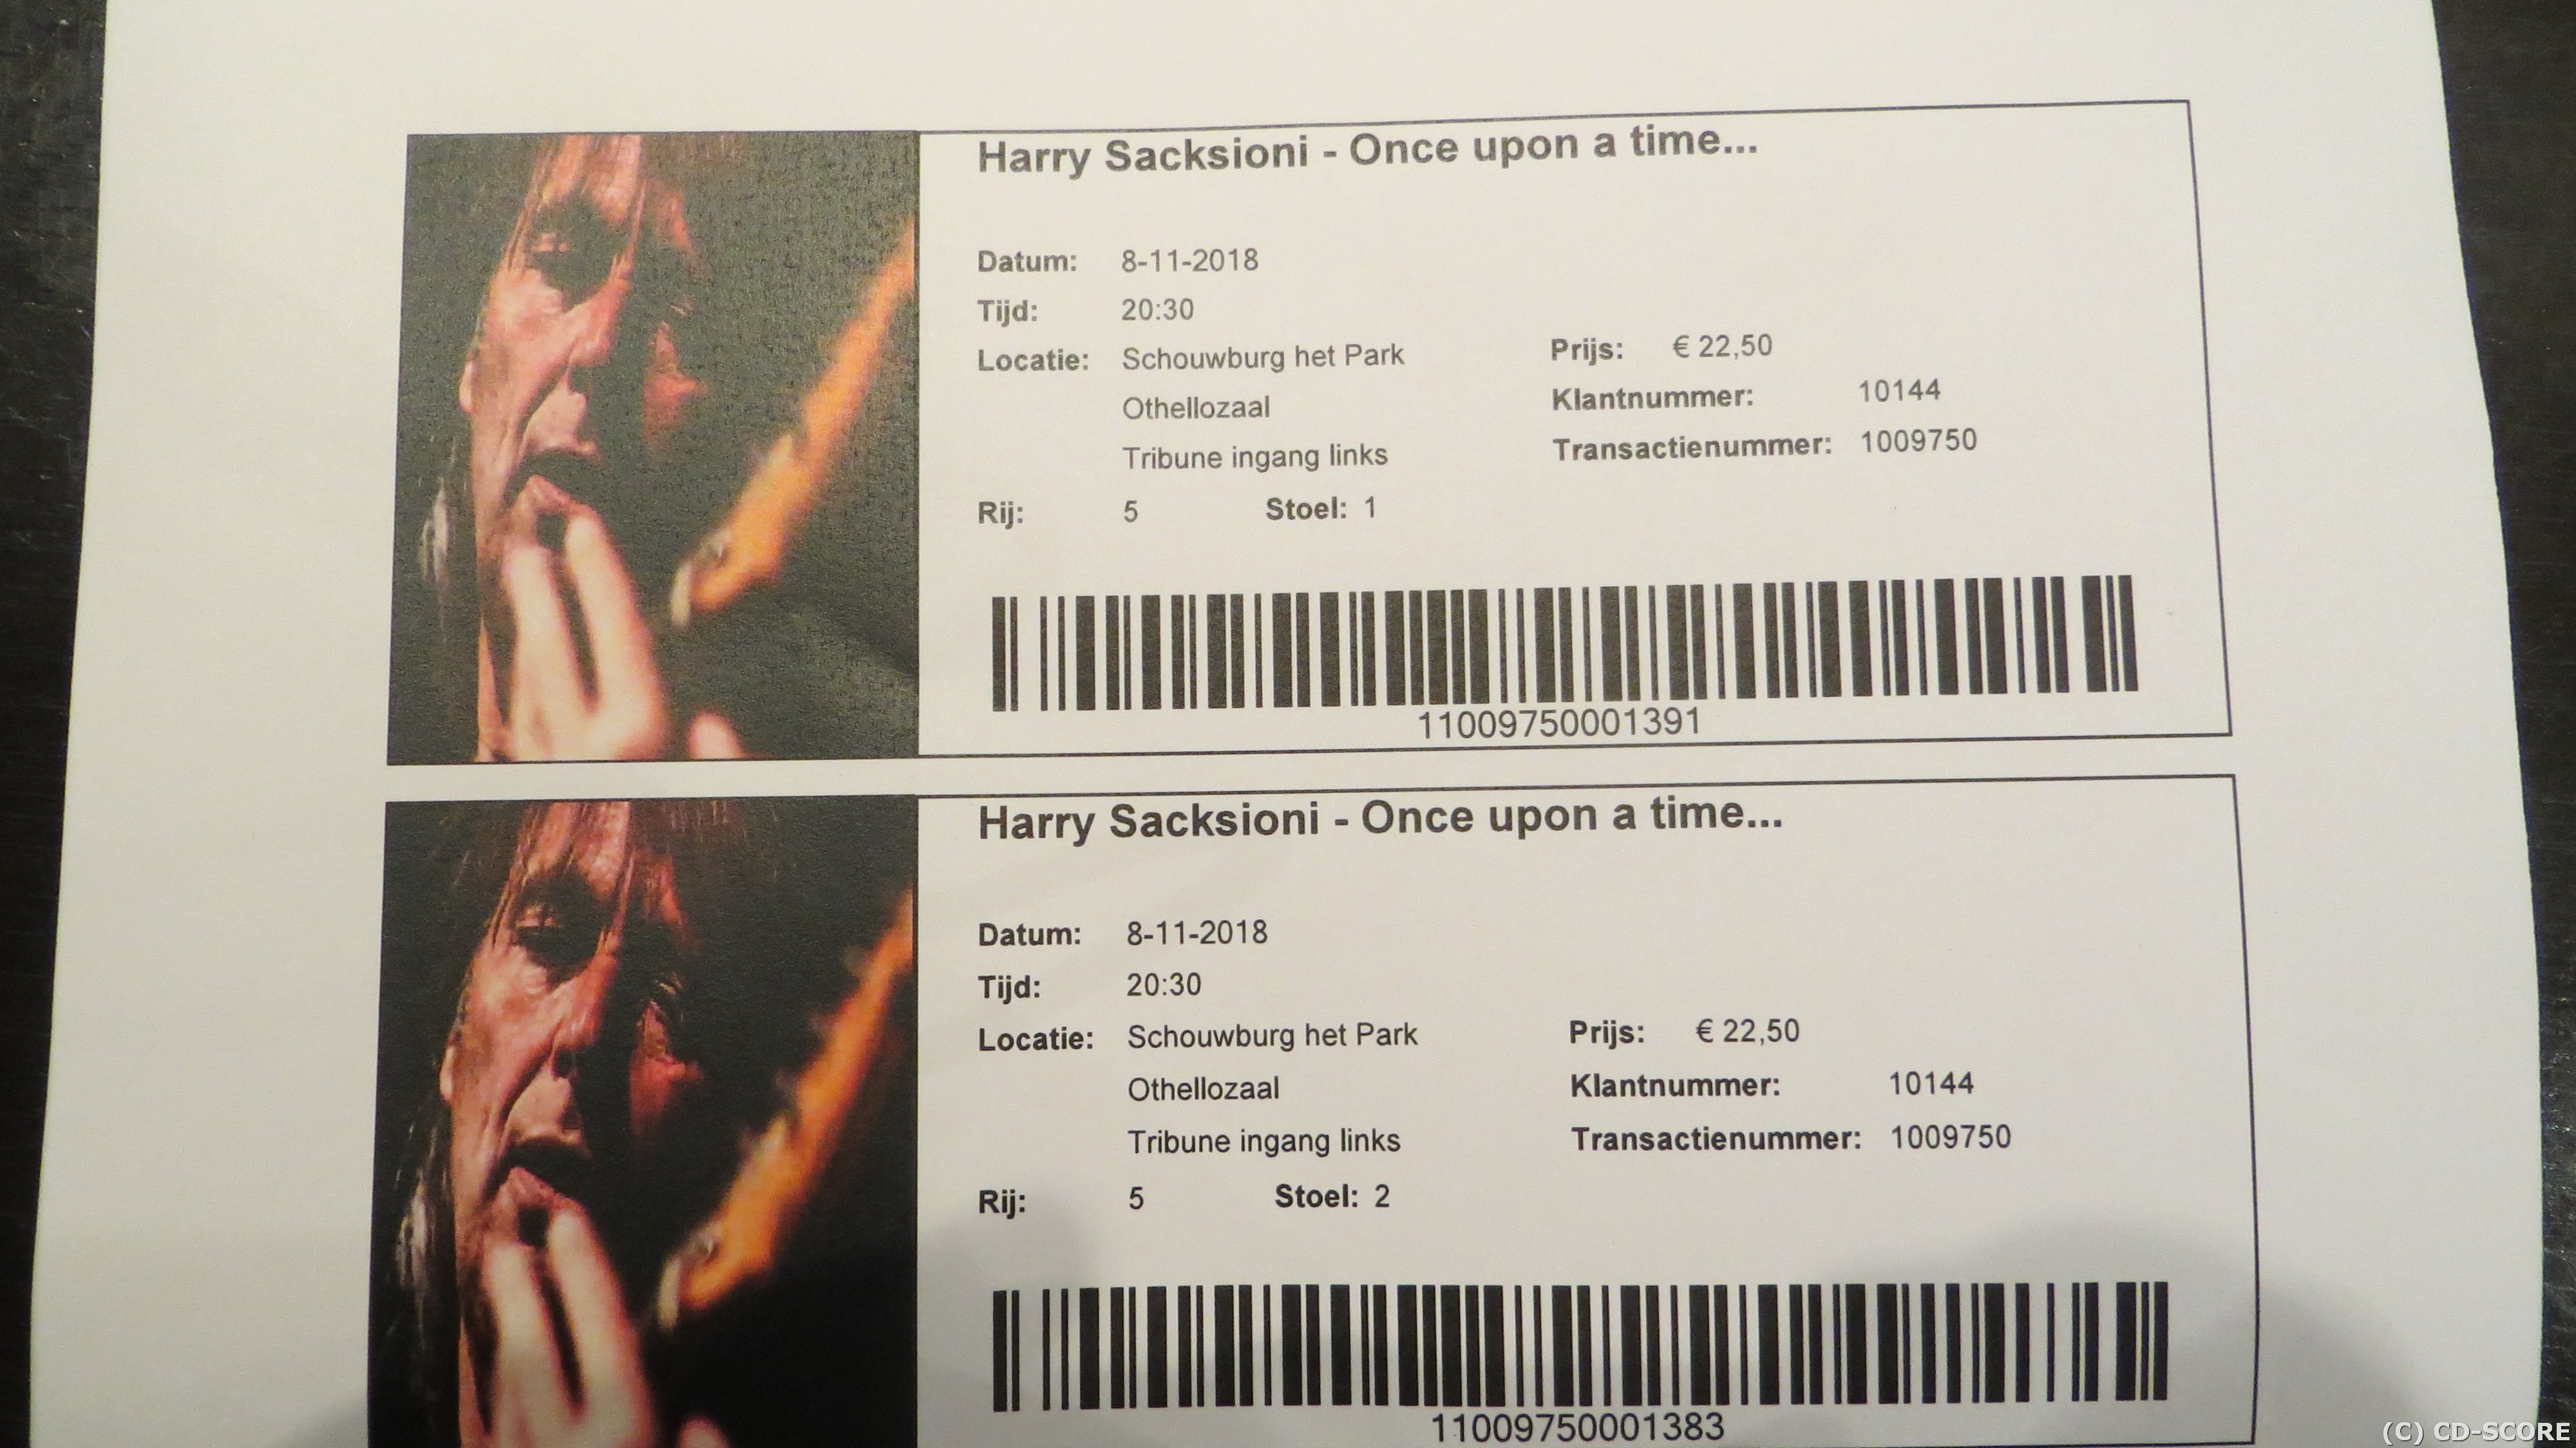 Harry Sacksioni - Once upon a time...
Datum: 8-11-2018
Tijd: 20:30
Locatie: Schouwburg het Park Prijs: € 22,50
Othellozaal Klantnummer: 10144
Tribune ingang links Transactienummer: 1009750
Rij: 5 Stoel: 1
11009750001391
Harry Sacksioni - Once upon a time...
Datum: 8-11-2018
Tijd: 20:30
Locatie: Schouwburg het Park Prijs: € 22,50
Othellozaal Klantnummer: 10144
Tribune ingang links Transactienummer: 1009750
Rij: 5 Stoel: 2
11009750001383
(C) CD-SCORE